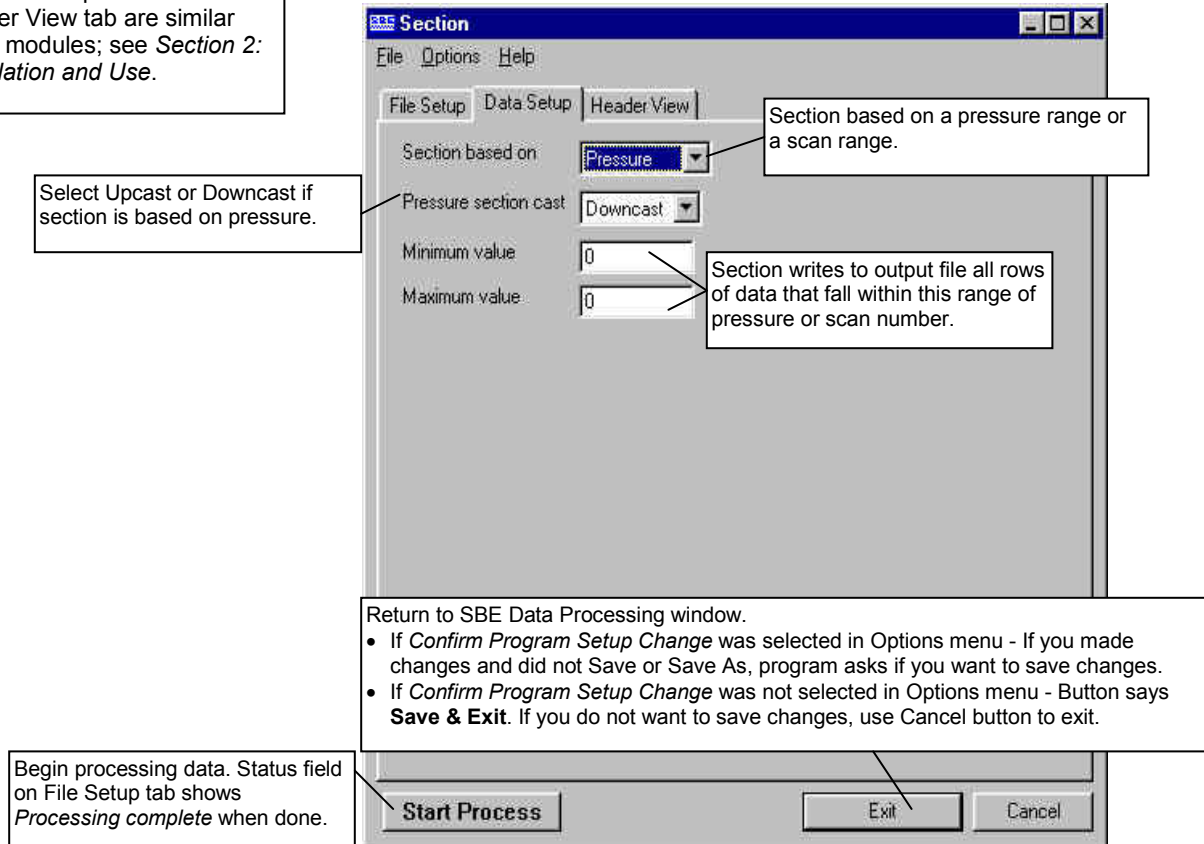 er View tab are similar
modules; see Section 2:
lation and Use.
SBE Section
File Options Help
File Setup Data Setup Header View
Section based on a pressure range or
a scan range.
Section based on Pressure
Select Upcast or Downcast if
section is based on pressure.
Pressure section cast Downcast
Minimum value 0
Maximum value 0
Section writes to output file all rows
of data that fall within this range of
pressure or scan number.
Return to SBE Data Processing window.
• If Confirm Program Setup Change was selected in Options menu - If you made
changes and did not Save or Save As, program asks if you want to save changes.
• If Confirm Program Setup Change was not selected in Options menu - Button says
Save & Exit. If you do not want to save changes, use Cancel button to exit.
Begin processing data. Status field
on File Setup tab shows
Processing complete when done.
Start Process Exit Cancel